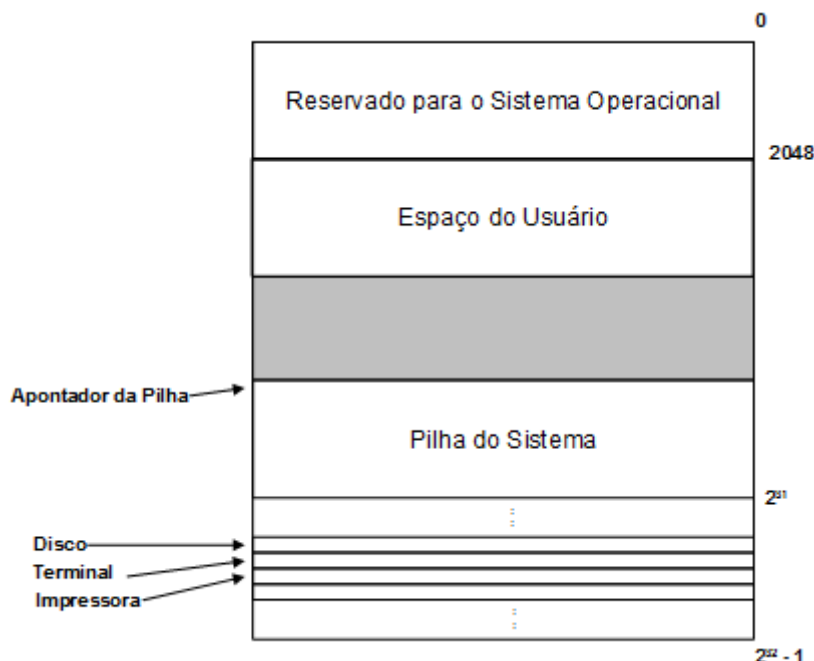 0
Reservado para o Sistema Operacional
2048
Espaço do Usuário
Apontador da Pilha
Pilha do Sistema
2³¹
Disco
Terminal
Impressora
2³² - 1